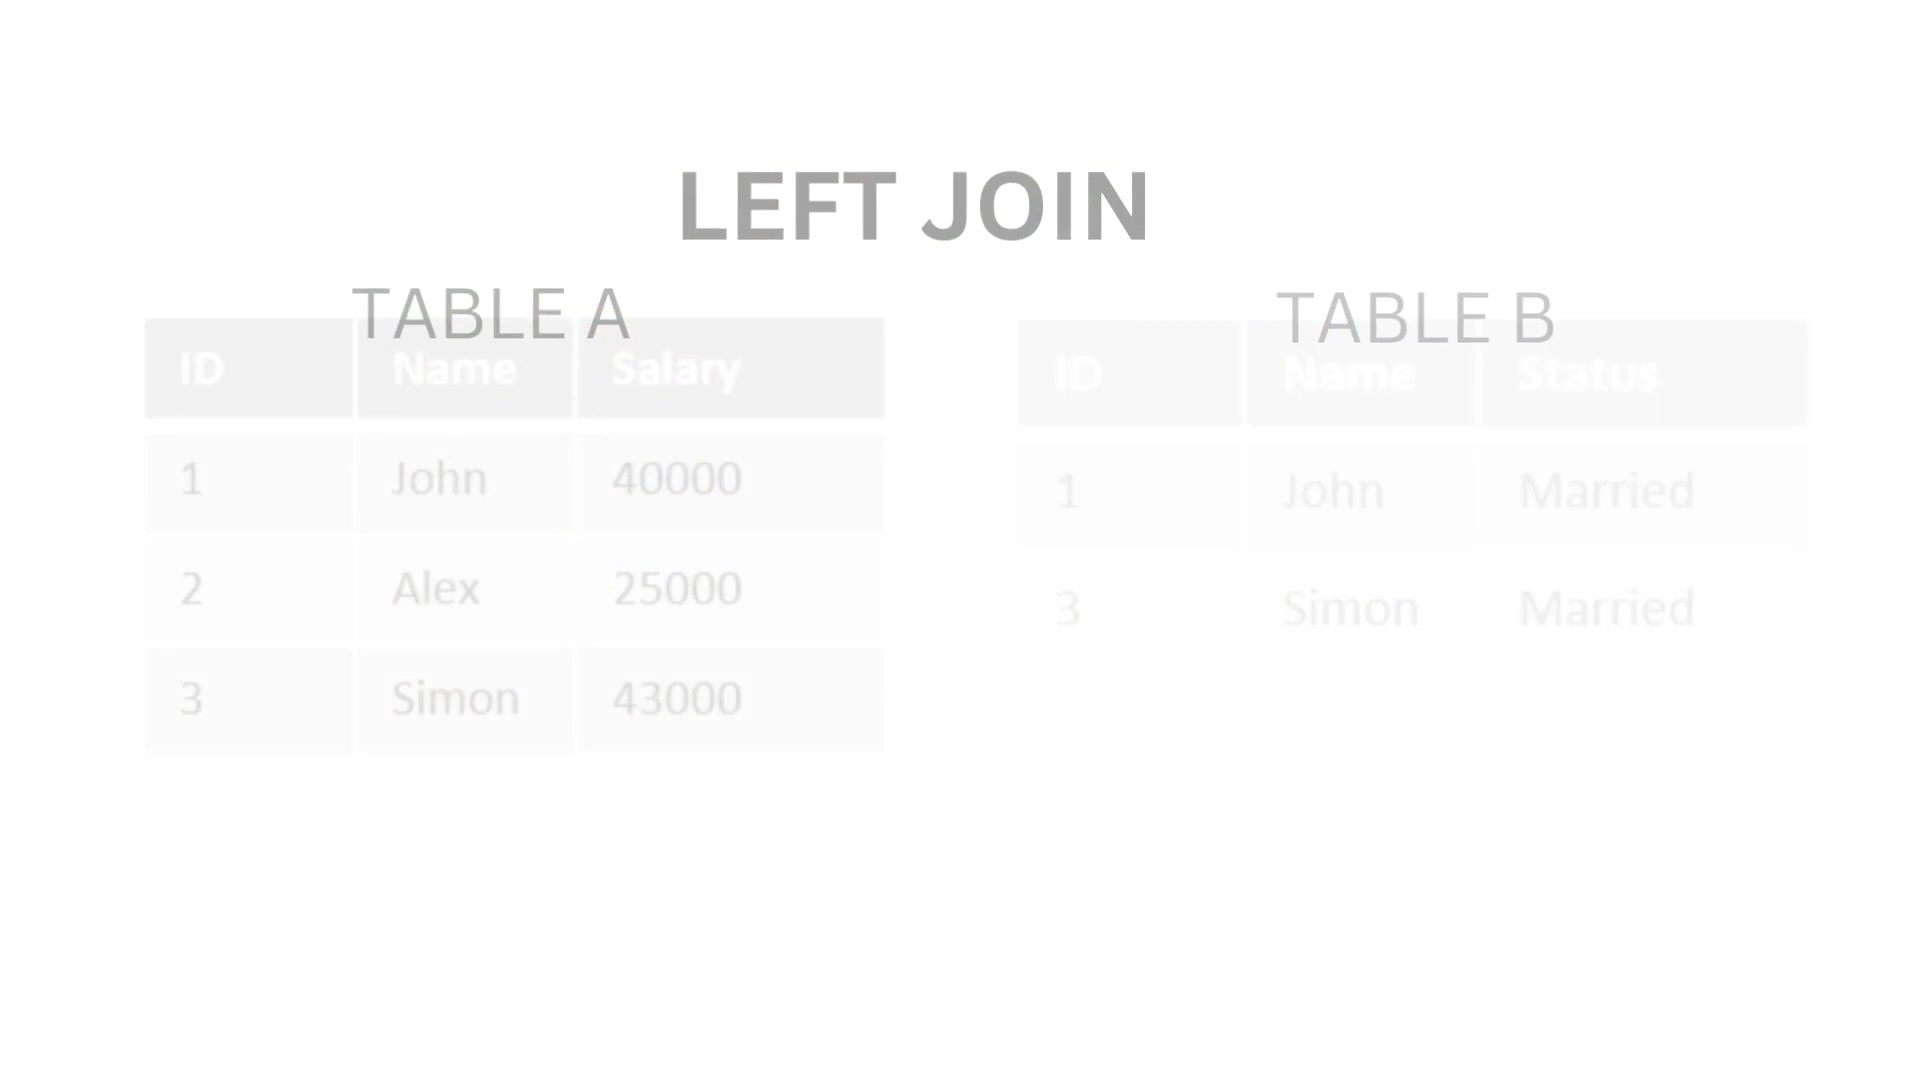 LEFT JOIN
TABLE A
ID Name Salary
1 John 40000
2 Alex 25000
3 Simon 43000
TABLE B
ID Name Status
1 John Married
3 Simon Married